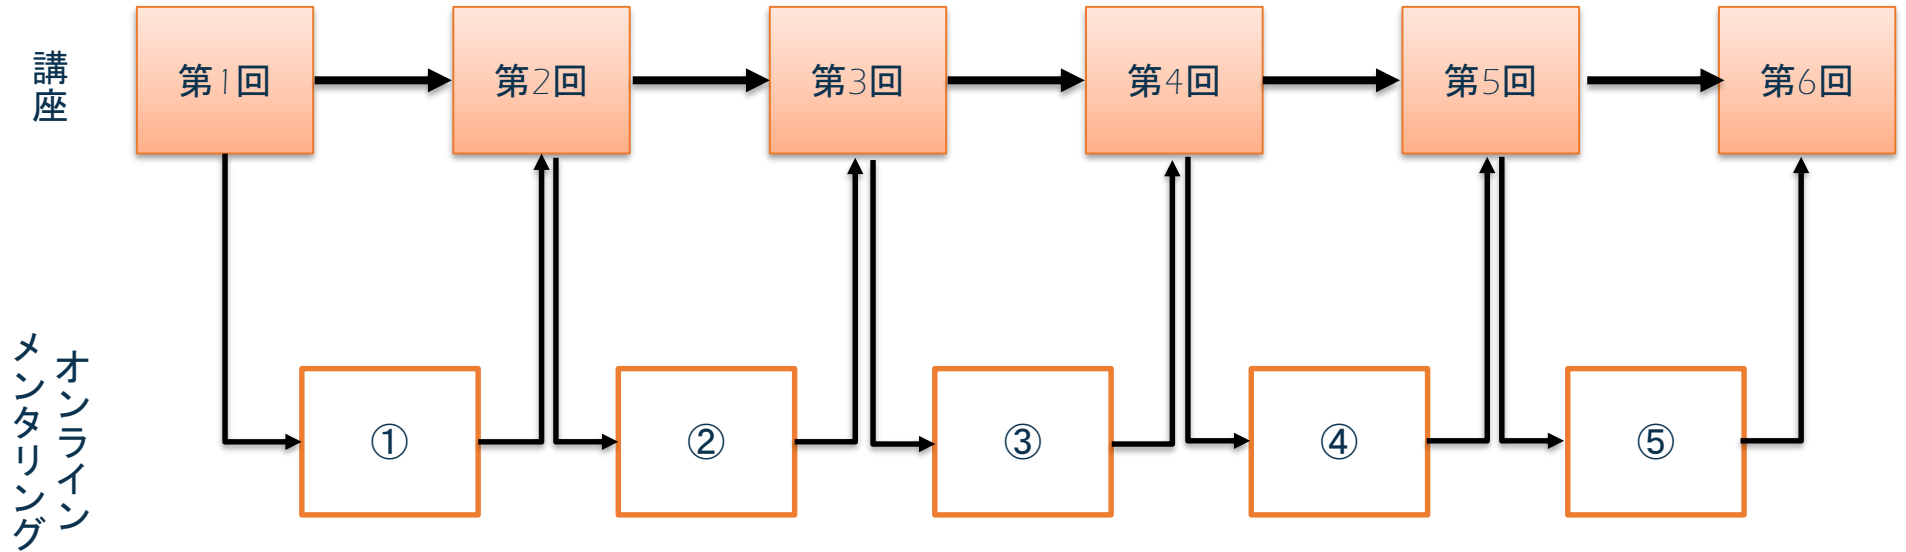 講座
第1回
第2回
第3回
第4回
第5回
第6回
オンライン
メンタリング
①
②
③
④
⑤